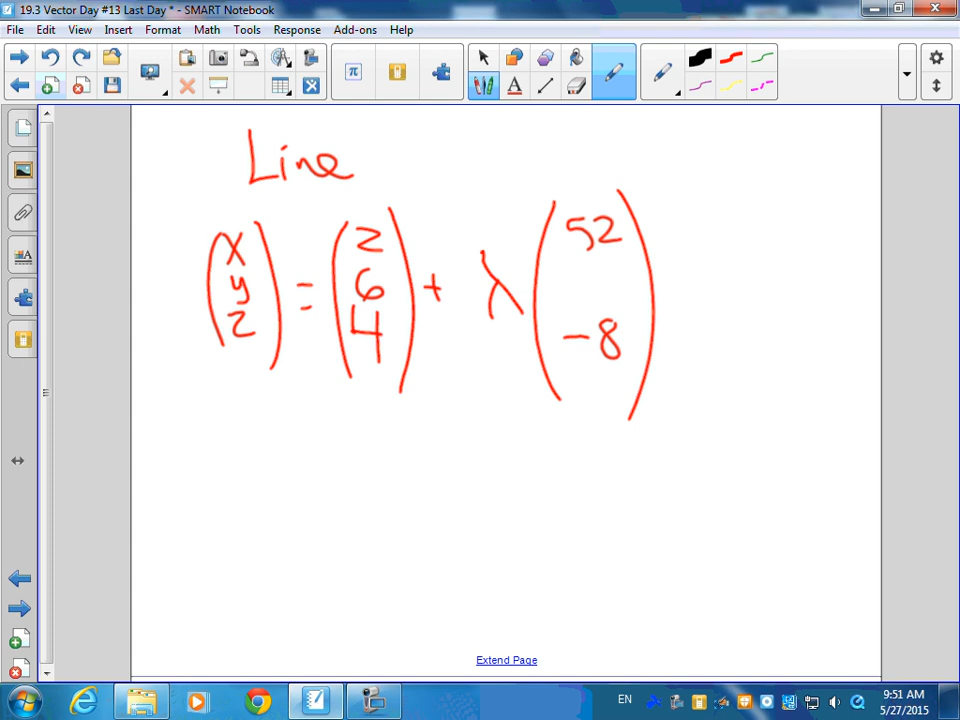 19.3 Vector Day #13 Last Day * - SMART Notebook
File Edit View Insert Format Math Tools Response Add-ons Help
Line
x
y
z
=
2
6
4
+ λ
52
-8
Extend Page
EN
9:51 AM
5/27/2015